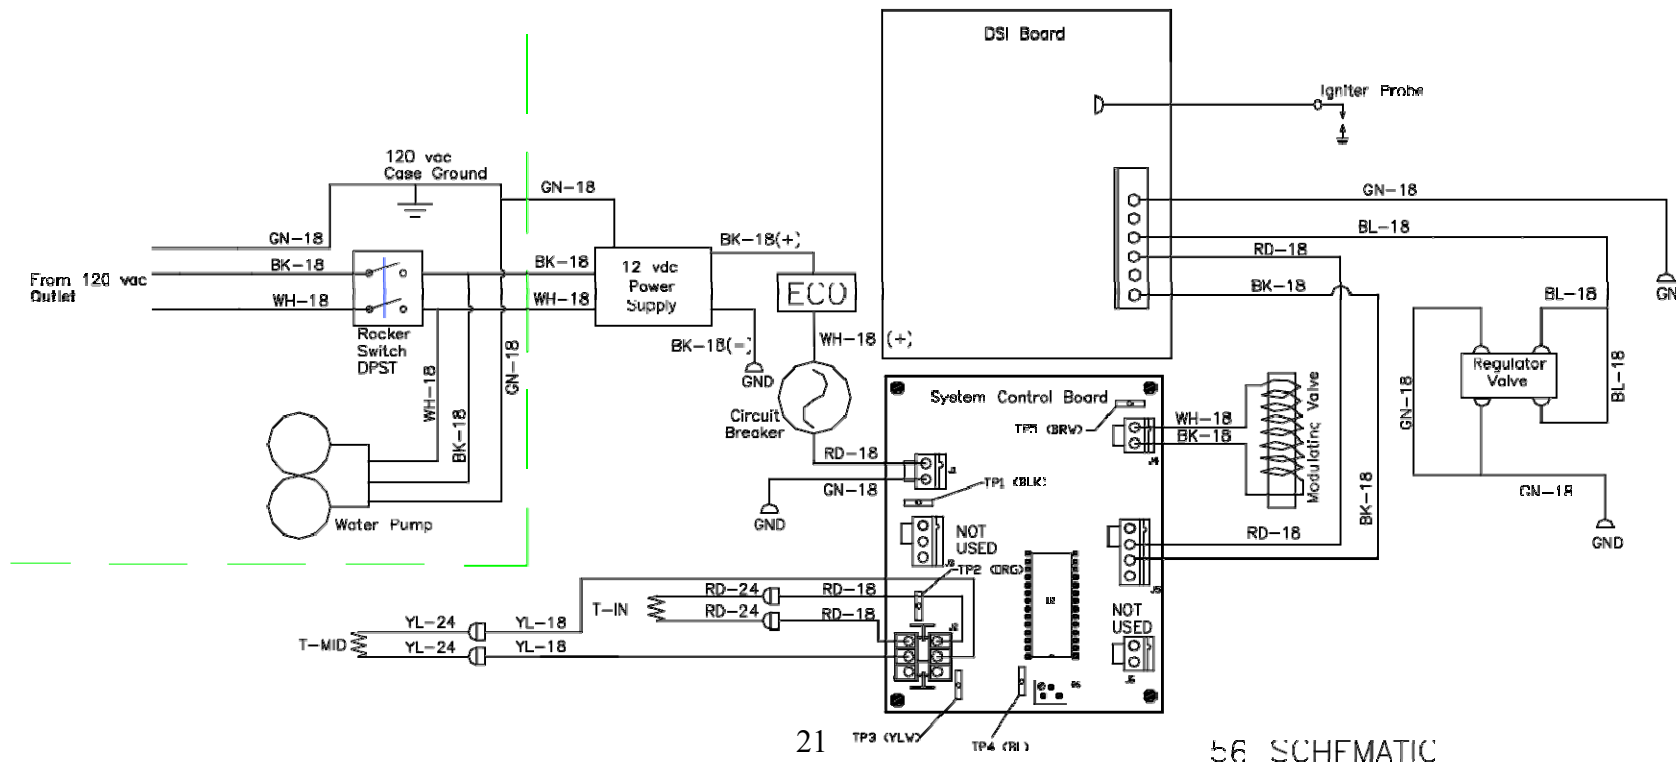 DSI Board
Igniter Probe
120 vac
Case Ground
GN-18
GN-18
GN-18
BL-18
RD-18
BK-18
BL-18
BL-18
GN-18
GN-18
GND
Regulator
Valve
From 120 vac
Outlet
BK-18
WH-18
BK-18
WH-18
12 vdc
Power
Supply
BK-18(+)
ECO
WH-18 (+)
BK-18(-)
GND
Rocker
Switch
DPST
WH-18
BK-18
GN-18
Circuit
Breaker
Water Pump
RD-18
GN-18
GND
System Control Board
TP1 (BLK)
WH-18
BK-18
J4
Modulating Valve
RD-18
BK-18
NOT
USED
TP2 (ORG)
T-IN
RD-24
RD-18
RD-24
RD-18
T-MID
YL-24
YL-18
YL-24
YL-18
NOT
USED
TP3 (YLW)
TP4 (BL)
21
56 SCHEMATIC